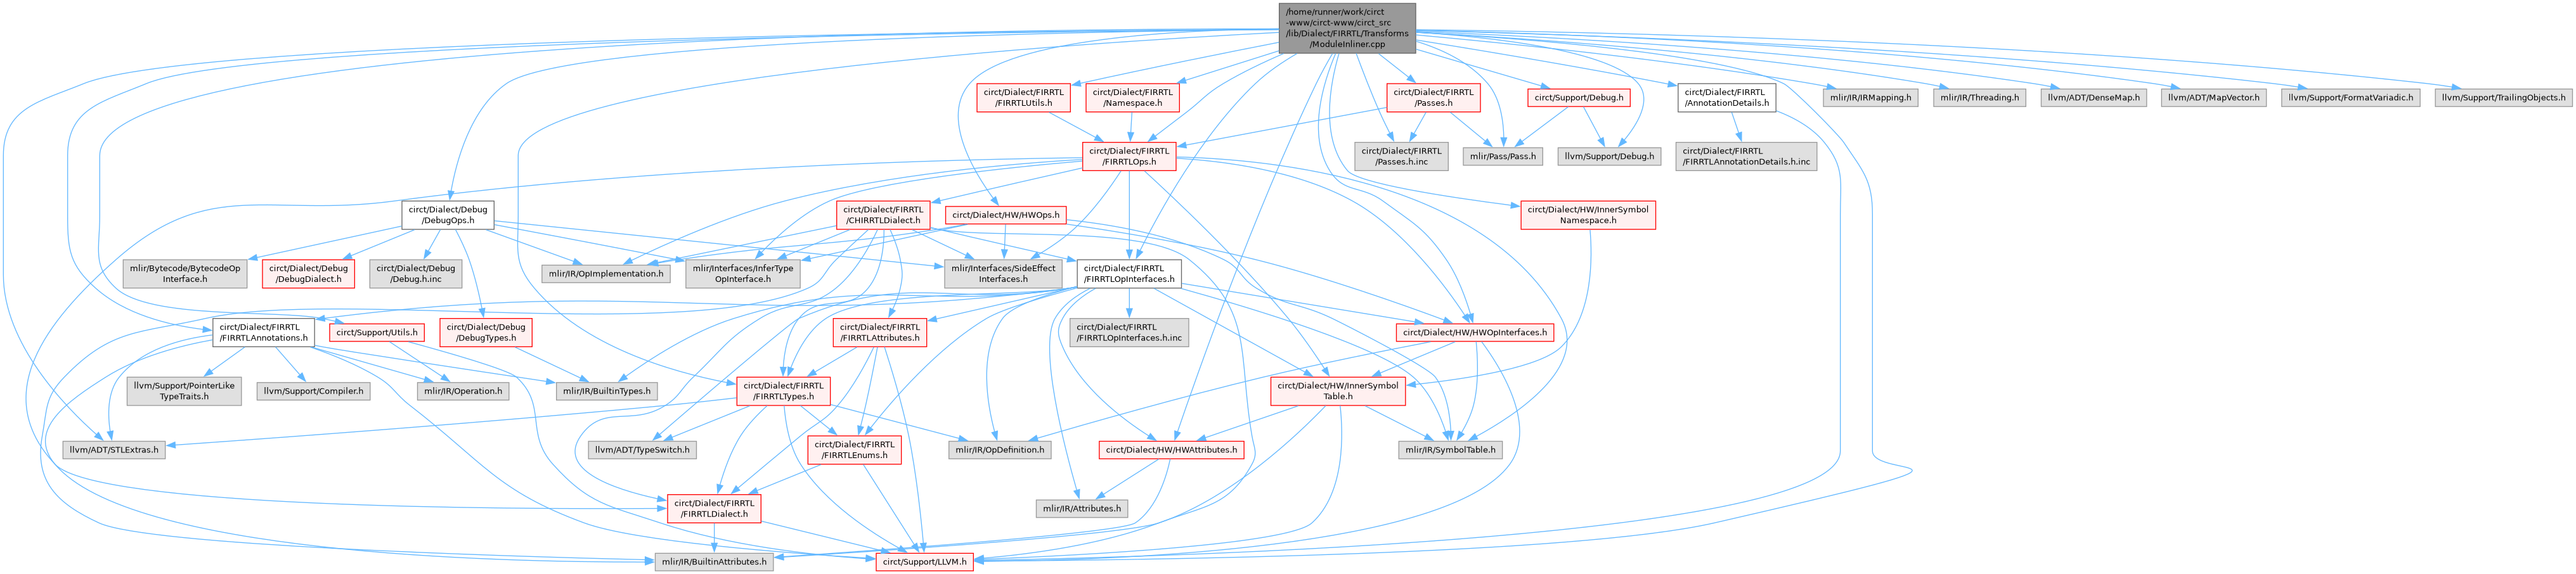 /home/runner/work/circt
-www/circt-www/circt_src
/lib/Dialect/FIRRTL/Transforms
/ModuleInliner.cpp
circt/Dialect/FIRRTL
/FIRRTLUtils.h
circt/Dialect/FIRRTL
/Namespace.h
circt/Dialect/FIRRTL
/Passes.h
circt/Support/Debug.h
circt/Dialect/FIRRTL
/AnnotationDetails.h
mlir/IR/IRMapping.h
mlir/IR/Threading.h
llvm/ADT/DenseMap.h
llvm/ADT/MapVector.h
llvm/Support/FormatVariadic.h
llvm/Support/TrailingObjects.h
circt/Dialect/FIRRTL
/FIRRTLOps.h
circt/Dialect/FIRRTL
/Passes.h.inc
mlir/Pass/Pass.h
llvm/Support/Debug.h
circt/Dialect/FIRRTL
/FIRRTLAnnotationDetails.h.inc
circt/Dialect/Debug
/DebugOps.h
circt/Dialect/FIRRTL
/CHIRRTLDialect.h
circt/Dialect/HW/HWOps.h
circt/Dialect/HW/InnerSymbol
Namespace.h
mlir/Bytecode/BytecodeOp
Interface.h
circt/Dialect/Debug
/DebugDialect.h
circt/Dialect/Debug
/Debug.h.inc
mlir/IR/OpImplementation.h
mlir/Interfaces/InferType
OpInterface.h
mlir/Interfaces/SideEffect
Interfaces.h
circt/Dialect/FIRRTL
/FIRRTLOpInterfaces.h
circt/Dialect/FIRRTL
/FIRRTLAnnotations.h
circt/Support/Utils.h
circt/Dialect/Debug
/DebugTypes.h
circt/Dialect/FIRRTL
/FIRRTLAttributes.h
circt/Dialect/FIRRTL
/FIRRTLOpInterfaces.h.inc
circt/Dialect/HW/HWOpInterfaces.h
llvm/Support/PointerLike
TypeTraits.h
llvm/Support/Compiler.h
mlir/IR/Operation.h
mlir/IR/BuiltinTypes.h
circt/Dialect/FIRRTL
/FIRRTLTypes.h
circt/Dialect/HW/InnerSymbol
Table.h
llvm/ADT/STLExtras.h
llvm/ADT/TypeSwitch.h
circt/Dialect/FIRRTL
/FIRRTLEnums.h
mlir/IR/OpDefinition.h
circt/Dialect/HW/HWAttributes.h
mlir/IR/SymbolTable.h
circt/Dialect/FIRRTL
/FIRRTLDialect.h
mlir/IR/Attributes.h
mlir/IR/BuiltinAttributes.h
circt/Support/LLVM.h